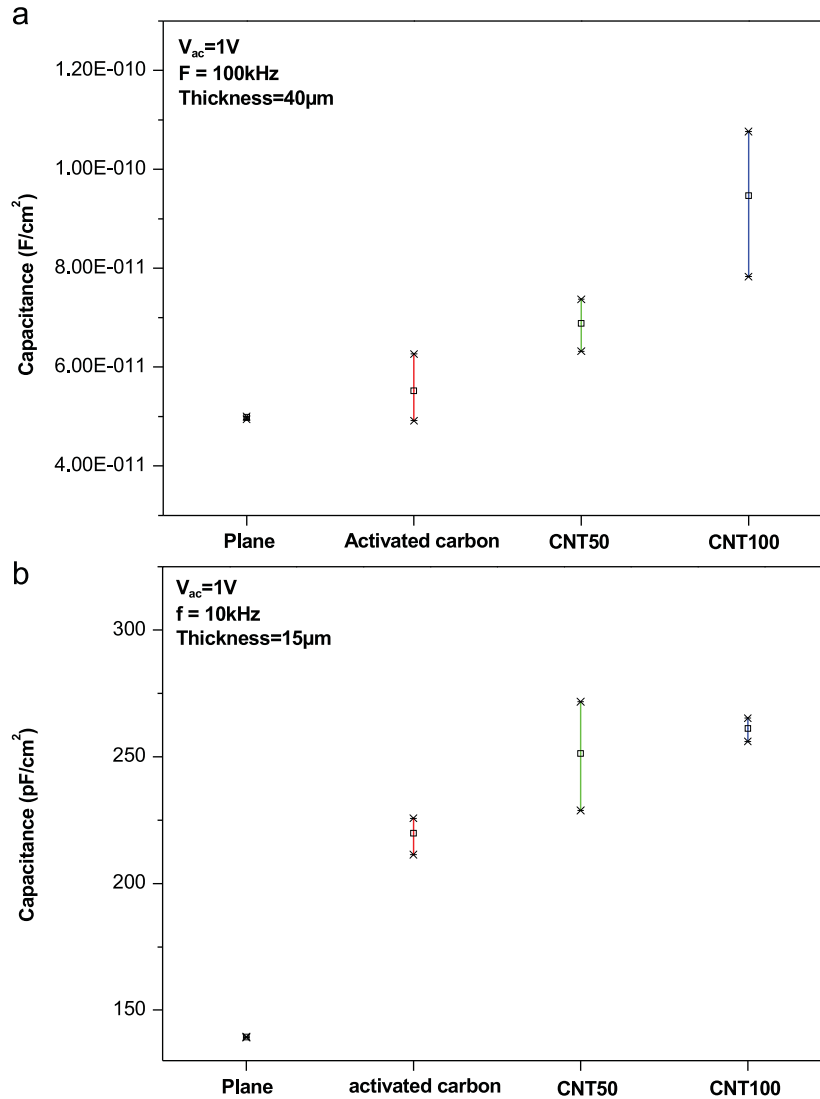 a
V_ac=1V
F = 100kHz
Thickness=40μm
1.20E-010
1.00E-010
8.00E-011
6.00E-011
4.00E-011
Capacitance (F/cm²)
Plane Activated carbon CNT50 CNT100
b
V_ac=1V
f = 10kHz
Thickness=15μm
300
250
200
150
Capacitance (pF/cm²)
Plane activated carbon CNT50 CNT100